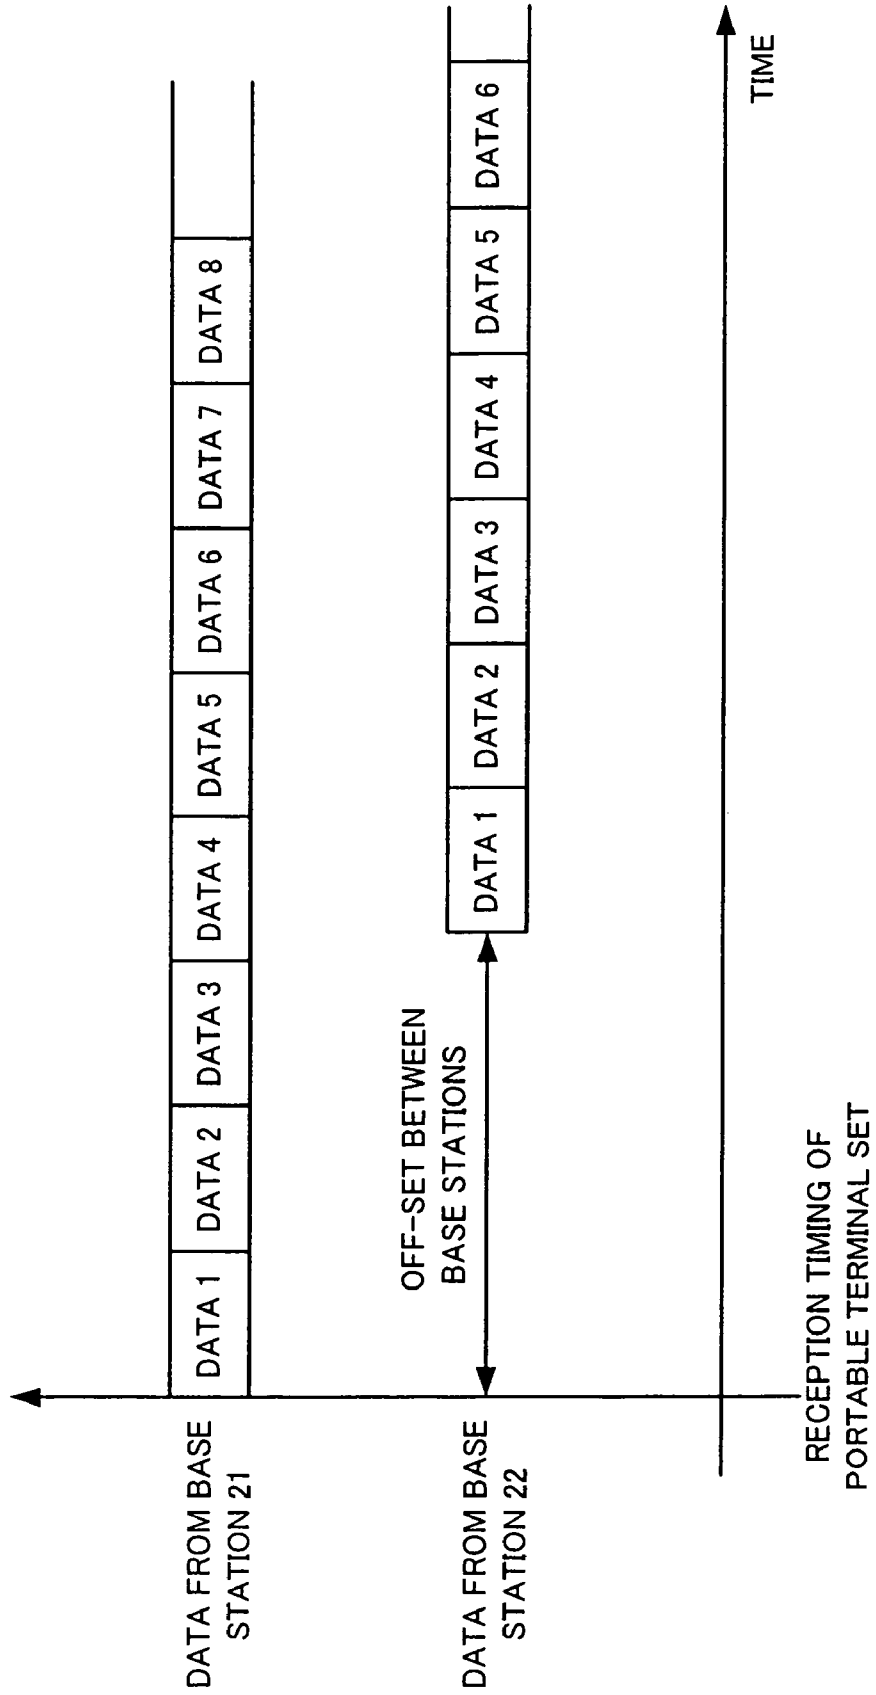 DATA FROM BASE
STATION 21
DATA 1
DATA 2
DATA 3
DATA 4
DATA 5
DATA 6
DATA 7
DATA 8
OFF-SET BETWEEN
BASE STATIONS
DATA FROM BASE
STATION 22
DATA 1
DATA 2
DATA 3
DATA 4
DATA 5
DATA 6
TIME
RECEPTION TIMING OF
PORTABLE TERMINAL SET